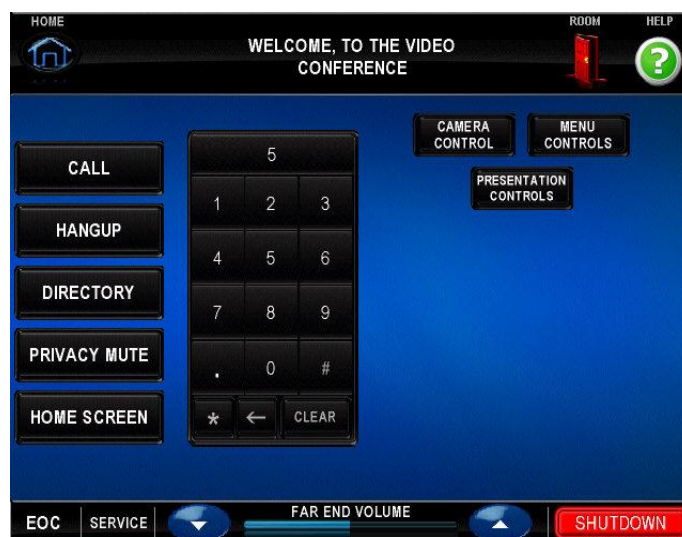 HOME
ROOM
HELP
WELCOME, TO THE VIDEO
CONFERENCE
?
CAMERA
CONTROL
MENU
CONTROLS
PRESENTATION
CONTROLS
CALL
HANGUP
DIRECTORY
PRIVACY MUTE
HOME SCREEN
5
1 2 3
4 5 6
7 8 9
. 0 #
* ← CLEAR
EOC
SERVICE
FAR END VOLUME
SHUTDOWN